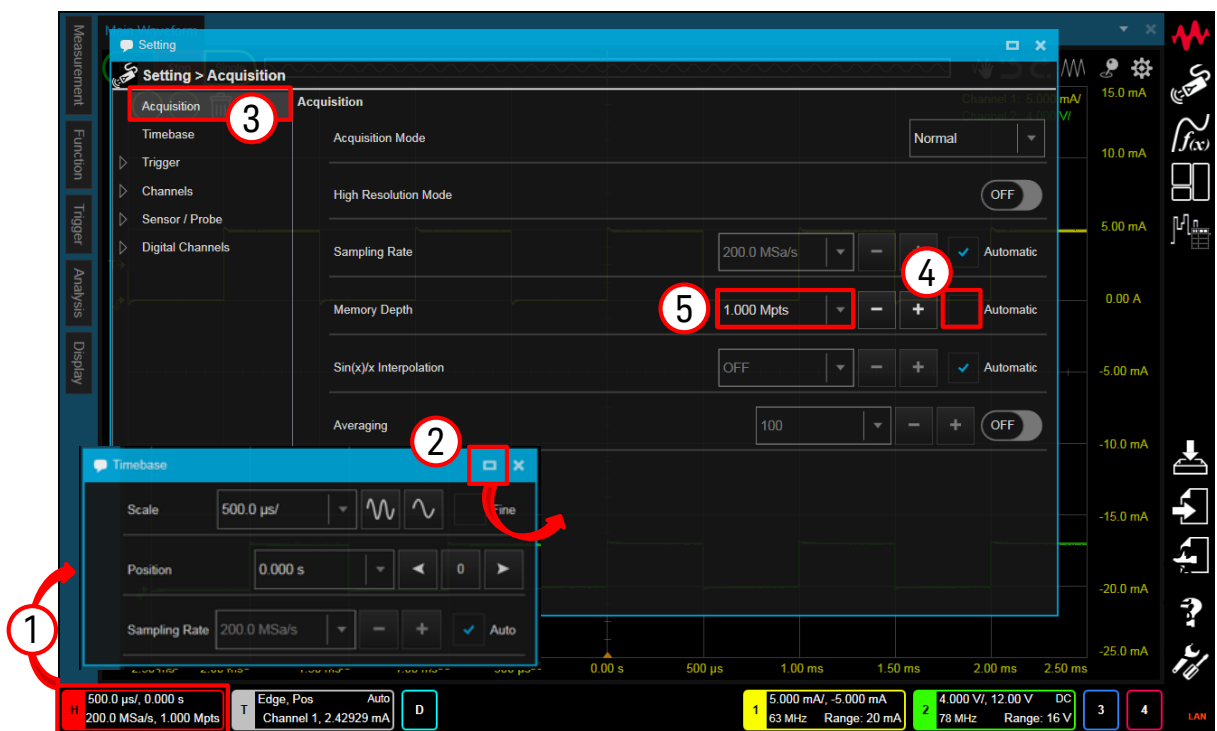 Measurement
Function
Trigger
Analysis
Display
Main Waveform
Setting
Setting > Acquisition
Acquisition
3
Timebase
Trigger
Channels
Sensor / Probe
Digital Channels
Acquisition
Acquisition Mode
Normal
High Resolution Mode
OFF
Sampling Rate
200.0 MSa/s
−
+
Automatic
4
Memory Depth
5
1.000 Mpts
−
+
Automatic
Sin(x)/x Interpolation
OFF
−
+
Automatic
Averaging
100
−
+
OFF
2
Timebase
Scale
500.0 µs/
Fine
Position
0.000 s
0
Sampling Rate
200.0 MSa/s
−
+
Auto
1
Channel 1: 5.000 mA/
V/
15.0 mA
10.0 mA
5.00 mA
0.00 A
-5.00 mA
-10.0 mA
-15.0 mA
-20.0 mA
-25.0 mA
0.00 s
500 µs
1.00 ms
1.50 ms
2.00 ms
2.50 ms
f(x)
?
H
500.0 µs/, 0.000 s
200.0 MSa/s, 1.000 Mpts
T
Edge, Pos Auto
Channel 1, 2.42929 mA
D
1
5.000 mA/, -5.000 mA
63 MHz Range: 20 mA
2
4.000 V/, 12.00 V DC
78 MHz Range: 16 V
3
4
LAN